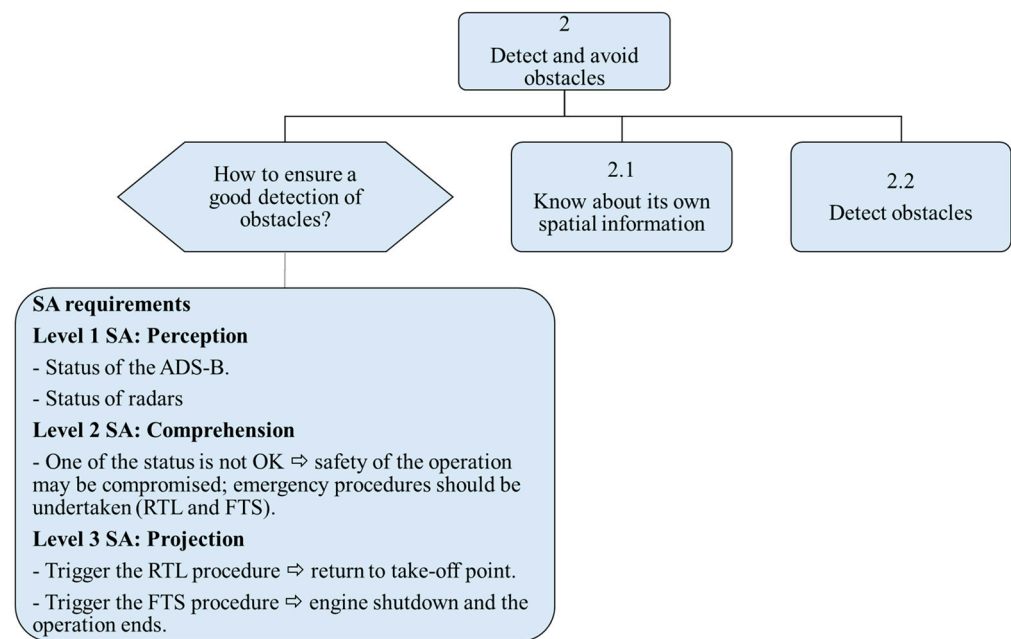 2
Detect and avoid
obstacles
How to ensure a
good detection of
obstacles?
2.1
Know about its own
spatial information
2.2
Detect obstacles
SA requirements
Level 1 SA: Perception
- Status of the ADS-B.
- Status of radars
Level 2 SA: Comprehension
- One of the status is not OK ⇨ safety of the operation
may be compromised; emergency procedures should be
undertaken (RTL and FTS).
Level 3 SA: Projection
- Trigger the RTL procedure ⇨ return to take-off point.
- Trigger the FTS procedure ⇨ engine shutdown and the
operation ends.